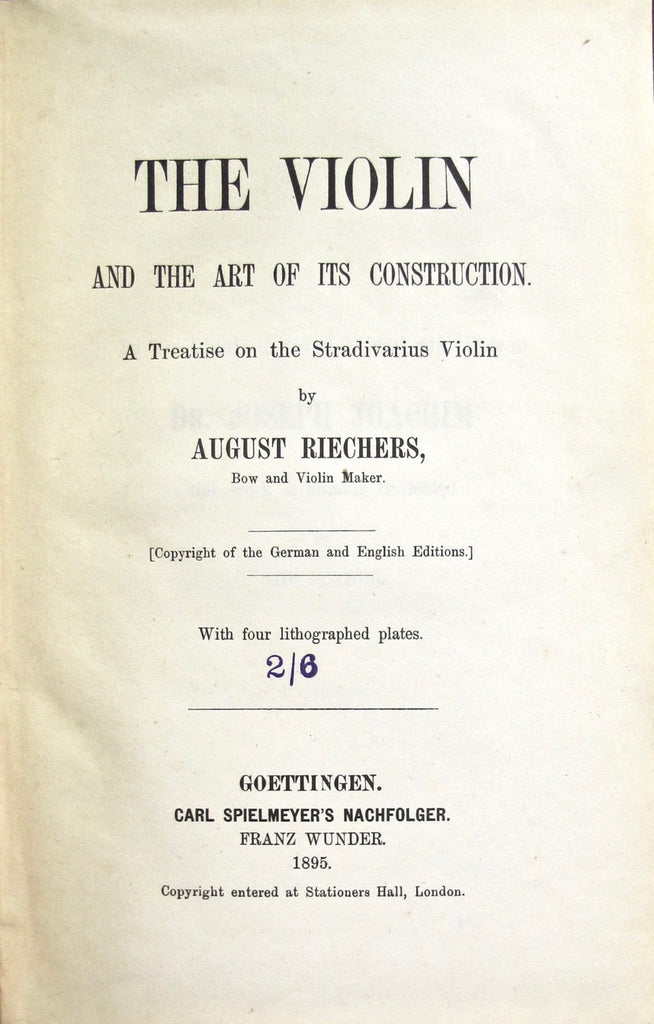 THE VIOLIN
AND THE ART OF ITS CONSTRUCTION.
A Treatise on the Stradivarius Violin
by
AUGUST RIECHERS,
Bow and Violin Maker.
[Copyright of the German and English Editions.]
With four lithographed plates.
2/6
GOETTINGEN.
CARL SPIELMEYER'S NACHFOLGER.
FRANZ WUNDER.
1895.
Copyright entered at Stationers Hall, London.